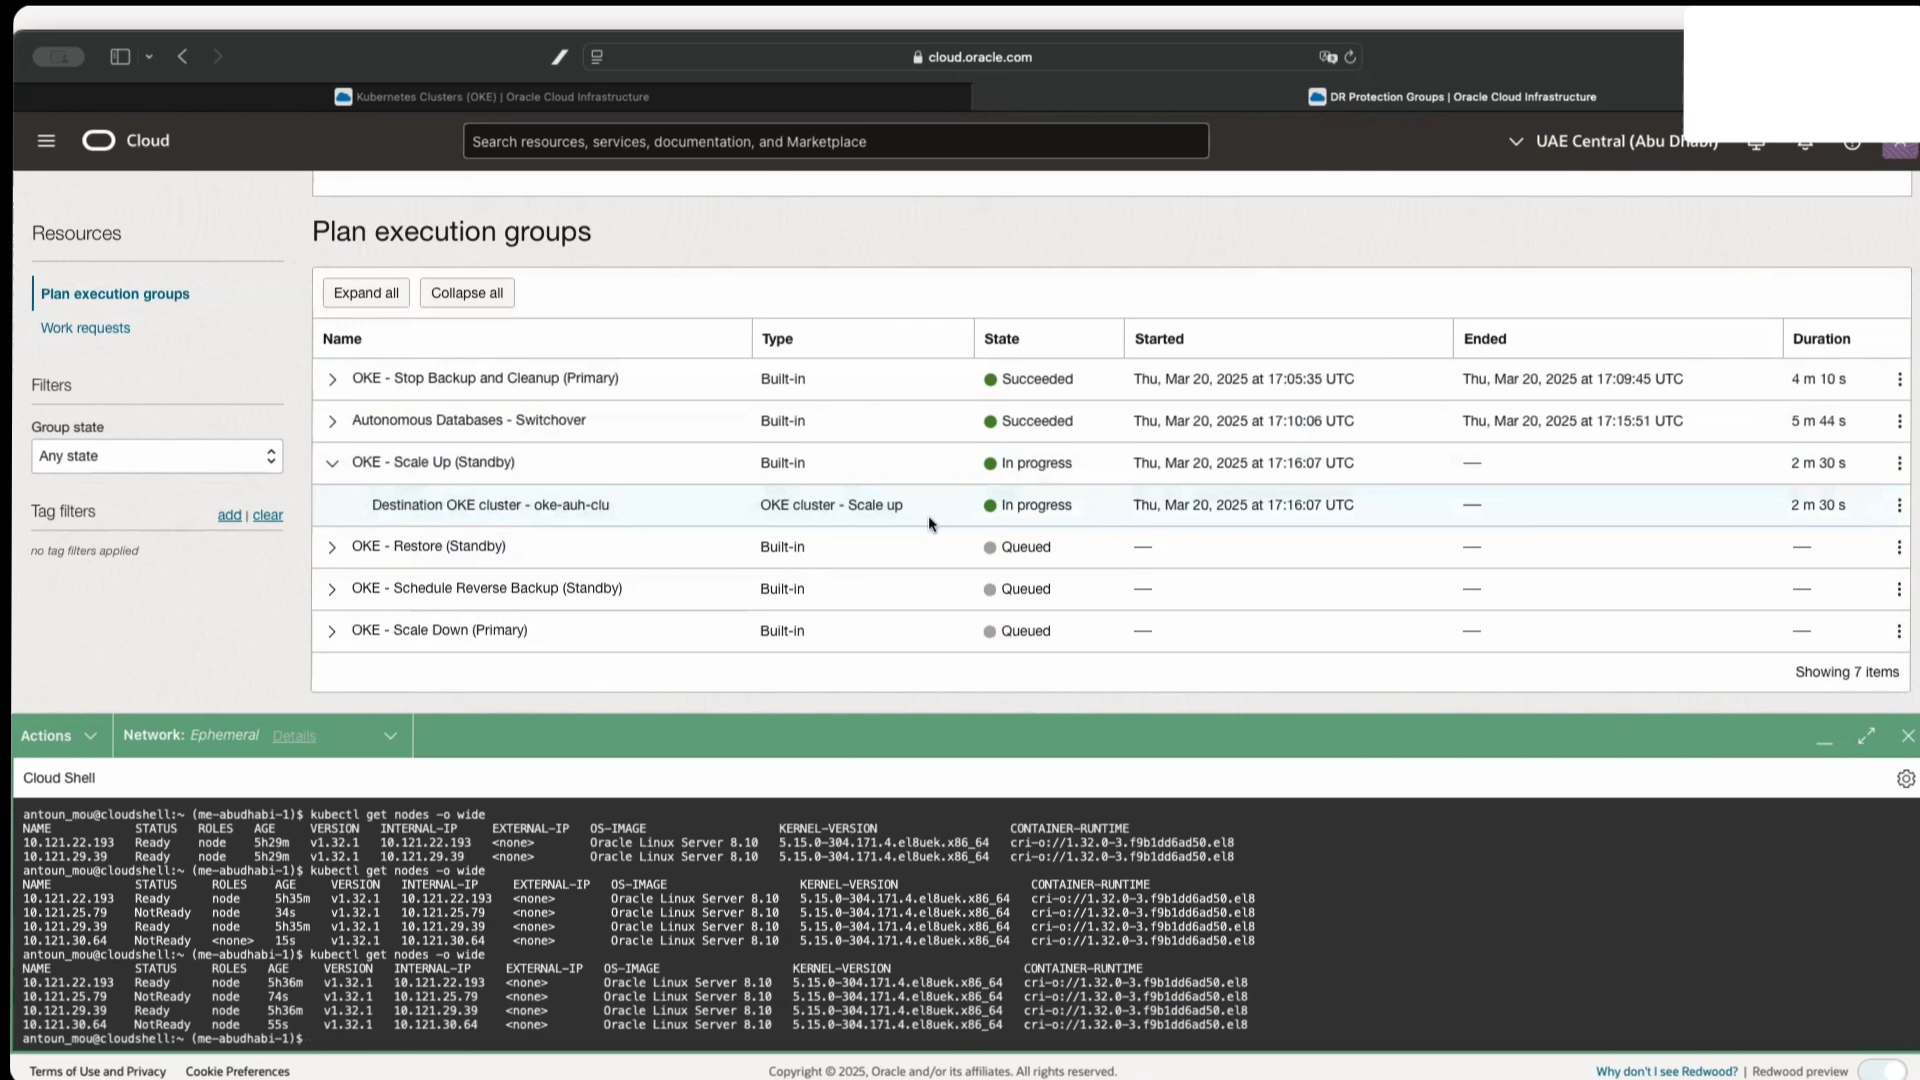 cloud.oracle.com
Kubernetes Clusters (OKE) | Oracle Cloud Infrastructure
DR Protection Groups | Oracle Cloud Infrastructure
Cloud
Search resources, services, documentation, and Marketplace
UAE Central (Abu Dhabi)
Resources
Plan execution groups
Work requests
Filters
Group state
Any state
Tag filters add | clear
no tag filters applied
Plan execution groups
Expand all Collapse all
Name Type State Started Ended Duration
OKE - Stop Backup and Cleanup (Primary) Built-in Succeeded Thu, Mar 20, 2025 at 17:05:35 UTC Thu, Mar 20, 2025 at 17:09:45 UTC 4 m 10 s
Autonomous Databases - Switchover Built-in Succeeded Thu, Mar 20, 2025 at 17:10:06 UTC Thu, Mar 20, 2025 at 17:15:51 UTC 5 m 44 s
OKE - Scale Up (Standby) Built-in In progress Thu, Mar 20, 2025 at 17:16:07 UTC — 2 m 30 s
Destination OKE cluster - oke-auh-clu OKE cluster - Scale up In progress Thu, Mar 20, 2025 at 17:16:07 UTC — 2 m 30 s
OKE - Restore (Standby) Built-in Queued — — —
OKE - Schedule Reverse Backup (Standby) Built-in Queued — — —
OKE - Scale Down (Primary) Built-in Queued — — —
Showing 7 items
Actions Network: Ephemeral Details
Cloud Shell
antoun_mou@cloudshell:~ (me-abudhabi-1)$ kubectl get nodes -o wide
NAME STATUS ROLES AGE VERSION INTERNAL-IP EXTERNAL-IP OS-IMAGE KERNEL-VERSION CONTAINER-RUNTIME
10.121.22.193 Ready node 5h29m v1.32.1 10.121.22.193 <none> Oracle Linux Server 8.10 5.15.0-304.171.4.el8uek.x86_64 cri-o://1.32.0-3.f9b1dd6ad50.el8
10.121.29.39 Ready node 5h29m v1.32.1 10.121.29.39 <none> Oracle Linux Server 8.10 5.15.0-304.171.4.el8uek.x86_64 cri-o://1.32.0-3.f9b1dd6ad50.el8
antoun_mou@cloudshell:~ (me-abudhabi-1)$ kubectl get nodes -o wide
NAME STATUS ROLES AGE VERSION INTERNAL-IP EXTERNAL-IP OS-IMAGE KERNEL-VERSION CONTAINER-RUNTIME
10.121.22.193 Ready node 5h35m v1.32.1 10.121.22.193 <none> Oracle Linux Server 8.10 5.15.0-304.171.4.el8uek.x86_64 cri-o://1.32.0-3.f9b1dd6ad50.el8
10.121.25.79 NotReady node 34s v1.32.1 10.121.25.79 <none> Oracle Linux Server 8.10 5.15.0-304.171.4.el8uek.x86_64 cri-o://1.32.0-3.f9b1dd6ad50.el8
10.121.29.39 Ready node 5h35m v1.32.1 10.121.29.39 <none> Oracle Linux Server 8.10 5.15.0-304.171.4.el8uek.x86_64 cri-o://1.32.0-3.f9b1dd6ad50.el8
10.121.30.64 NotReady <none> 15s v1.32.1 10.121.30.64 <none> Oracle Linux Server 8.10 5.15.0-304.171.4.el8uek.x86_64 cri-o://1.32.0-3.f9b1dd6ad50.el8
antoun_mou@cloudshell:~ (me-abudhabi-1)$ kubectl get nodes -o wide
NAME STATUS ROLES AGE VERSION INTERNAL-IP EXTERNAL-IP OS-IMAGE KERNEL-VERSION CONTAINER-RUNTIME
10.121.22.193 Ready node 5h36m v1.32.1 10.121.22.193 <none> Oracle Linux Server 8.10 5.15.0-304.171.4.el8uek.x86_64 cri-o://1.32.0-3.f9b1dd6ad50.el8
10.121.25.79 NotReady node 74s v1.32.1 10.121.25.79 <none> Oracle Linux Server 8.10 5.15.0-304.171.4.el8uek.x86_64 cri-o://1.32.0-3.f9b1dd6ad50.el8
10.121.29.39 Ready node 5h36m v1.32.1 10.121.29.39 <none> Oracle Linux Server 8.10 5.15.0-304.171.4.el8uek.x86_64 cri-o://1.32.0-3.f9b1dd6ad50.el8
10.121.30.64 NotReady node 55s v1.32.1 10.121.30.64 <none> Oracle Linux Server 8.10 5.15.0-304.171.4.el8uek.x86_64 cri-o://1.32.0-3.f9b1dd6ad50.el8
antoun_mou@cloudshell:~ (me-abudhabi-1)$
Terms of Use and Privacy Cookie Preferences Copyright © 2025, Oracle and/or its affiliates. All rights reserved. Why don't I see Redwood? | Redwood preview